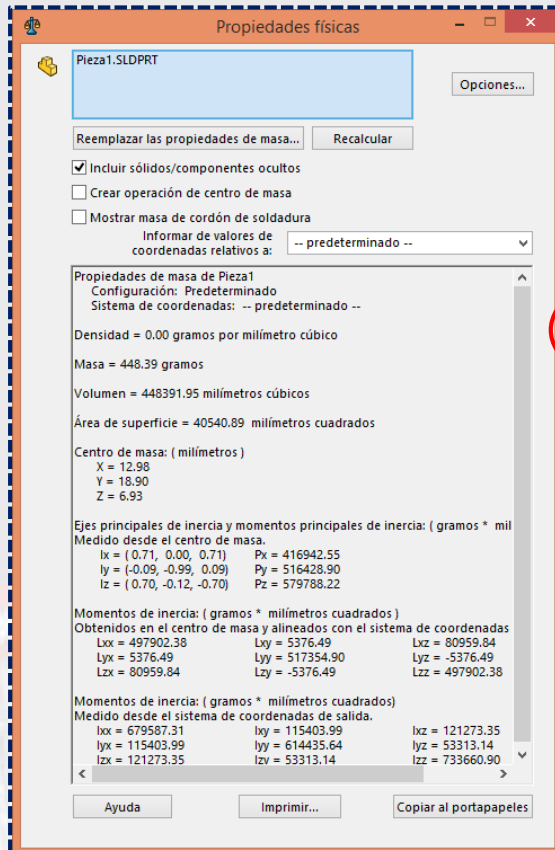 Propiedades físicas
Pieza1.SLDPRT
Opciones...
Reemplazar las propiedades de masa...
Recalcular
Incluir sólidos/componentes ocultos
Crear operación de centro de masa
Mostrar masa de cordón de soldadura
Informar de valores de
coordenadas relativos a:
-- predeterminado --
Propiedades de masa de Pieza1
Configuración: Predeterminado
Sistema de coordenadas: -- predeterminado --
Densidad = 0.00 gramos por milímetro cúbico
Masa = 448.39 gramos
Volumen = 448391.95 milímetros cúbicos
Área de superficie = 40540.89 milímetros cuadrados
Centro de masa: ( milímetros )
X = 12.98
Y = 18.90
Z = 6.93
Ejes principales de inercia y momentos principales de inercia: ( gramos * mil
Medido desde el centro de masa.
Ix = ( 0.71, 0.00, 0.71) Px = 416942.55
Iy = (-0.09, -0.99, 0.09) Py = 516428.90
Iz = ( 0.70, -0.12, -0.70) Pz = 579788.22
Momentos de inercia: ( gramos * milímetros cuadrados )
Obtenidos en el centro de masa y alineados con el sistema de coordenadas
Lxx = 497902.38 Lxy = 5376.49 Lxz = 80959.84
Lyx = 5376.49 Lyy = 517354.90 Lyz = -5376.49
Lzx = 80959.84 Lzy = -5376.49 Lzz = 497902.38
Momentos de inercia: ( gramos * milímetros cuadrados)
Medido desde el sistema de coordenadas de salida.
Ixx = 679587.31 Ixy = 115403.99 Ixz = 121273.35
Iyx = 115403.99 Iyy = 614435.64 Iyz = 53313.14
Izx = 121273.35 Izy = 53313.14 Izz = 733660.90
Ayuda
Imprimir...
Copiar al portapapeles